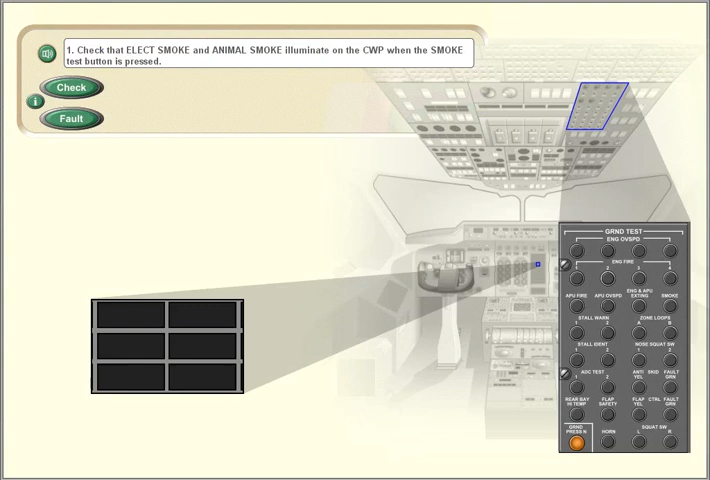 1. Check that ELECT SMOKE and ANIMAL SMOKE illuminate on the CWP when the SMOKE
test button is pressed.
Check
i
Fault
GRND TEST
ENG OVSPD
ENG FIRE
1 2 3 4
APU FIRE APU OVSPD ENG & APU EXTING SMOKE
STALL WARN ZONE LOOPS
1 2 A B
STALL IDENT NOSE SQUAT SW
1 2 1 2
ADC TEST ANTI SKID FAULT
1 2 YEL GRN
REAR BAY FLAP FLAP CTRL FAULT
HI TEMP SAFETY YEL GRN
GRND SQUAT SW
PRESS N HORN L R